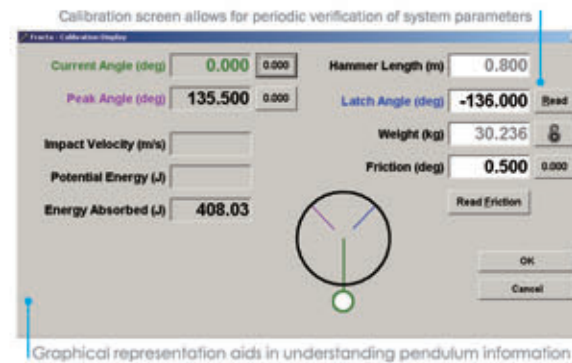 Calibration screen allows for periodic verification of system parameters
Fracta - Calibration Display
Current Angle (deg) 0.000 0.000 Hammer Length (m) 0.800
Peak Angle (deg) 135.500 0.000 Latch Angle (deg) -136.000 Read
Impact Velocity (m/s) Weight (kg) 30.236
Potential Energy (J) Friction (deg) 0.500 0.000
Energy Absorbed (J) 408.03 Read Friction
OK
Cancel
Graphical representation aids in understanding pendulum information